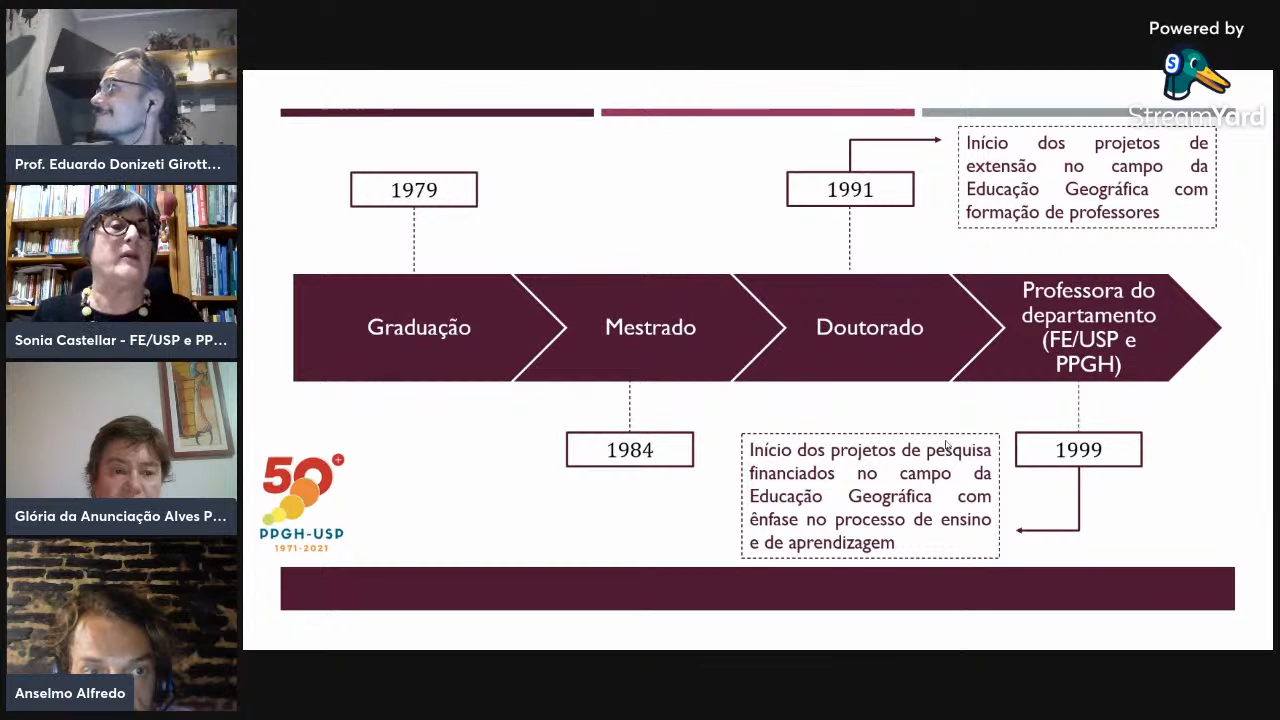 Powered by
S
StreamYard
Prof. Eduardo Donizeti Girott...
Sonia Castellar - FE/USP e PP...
Glória da Anunciação Alves P...
Anselmo Alfredo
1979
1991
Início dos projetos de
extensão no campo da
Educação Geográfica com
formação de professores
Graduação
Mestrado
Doutorado
Professora do
departamento
(FE/USP e
PPGH)
1984
Início dos projetos de pesquisa
financiados no campo da
Educação Geográfica com
ênfase no processo de ensino
e de aprendizagem
1999
50+
PPGH-USP
1971-2021